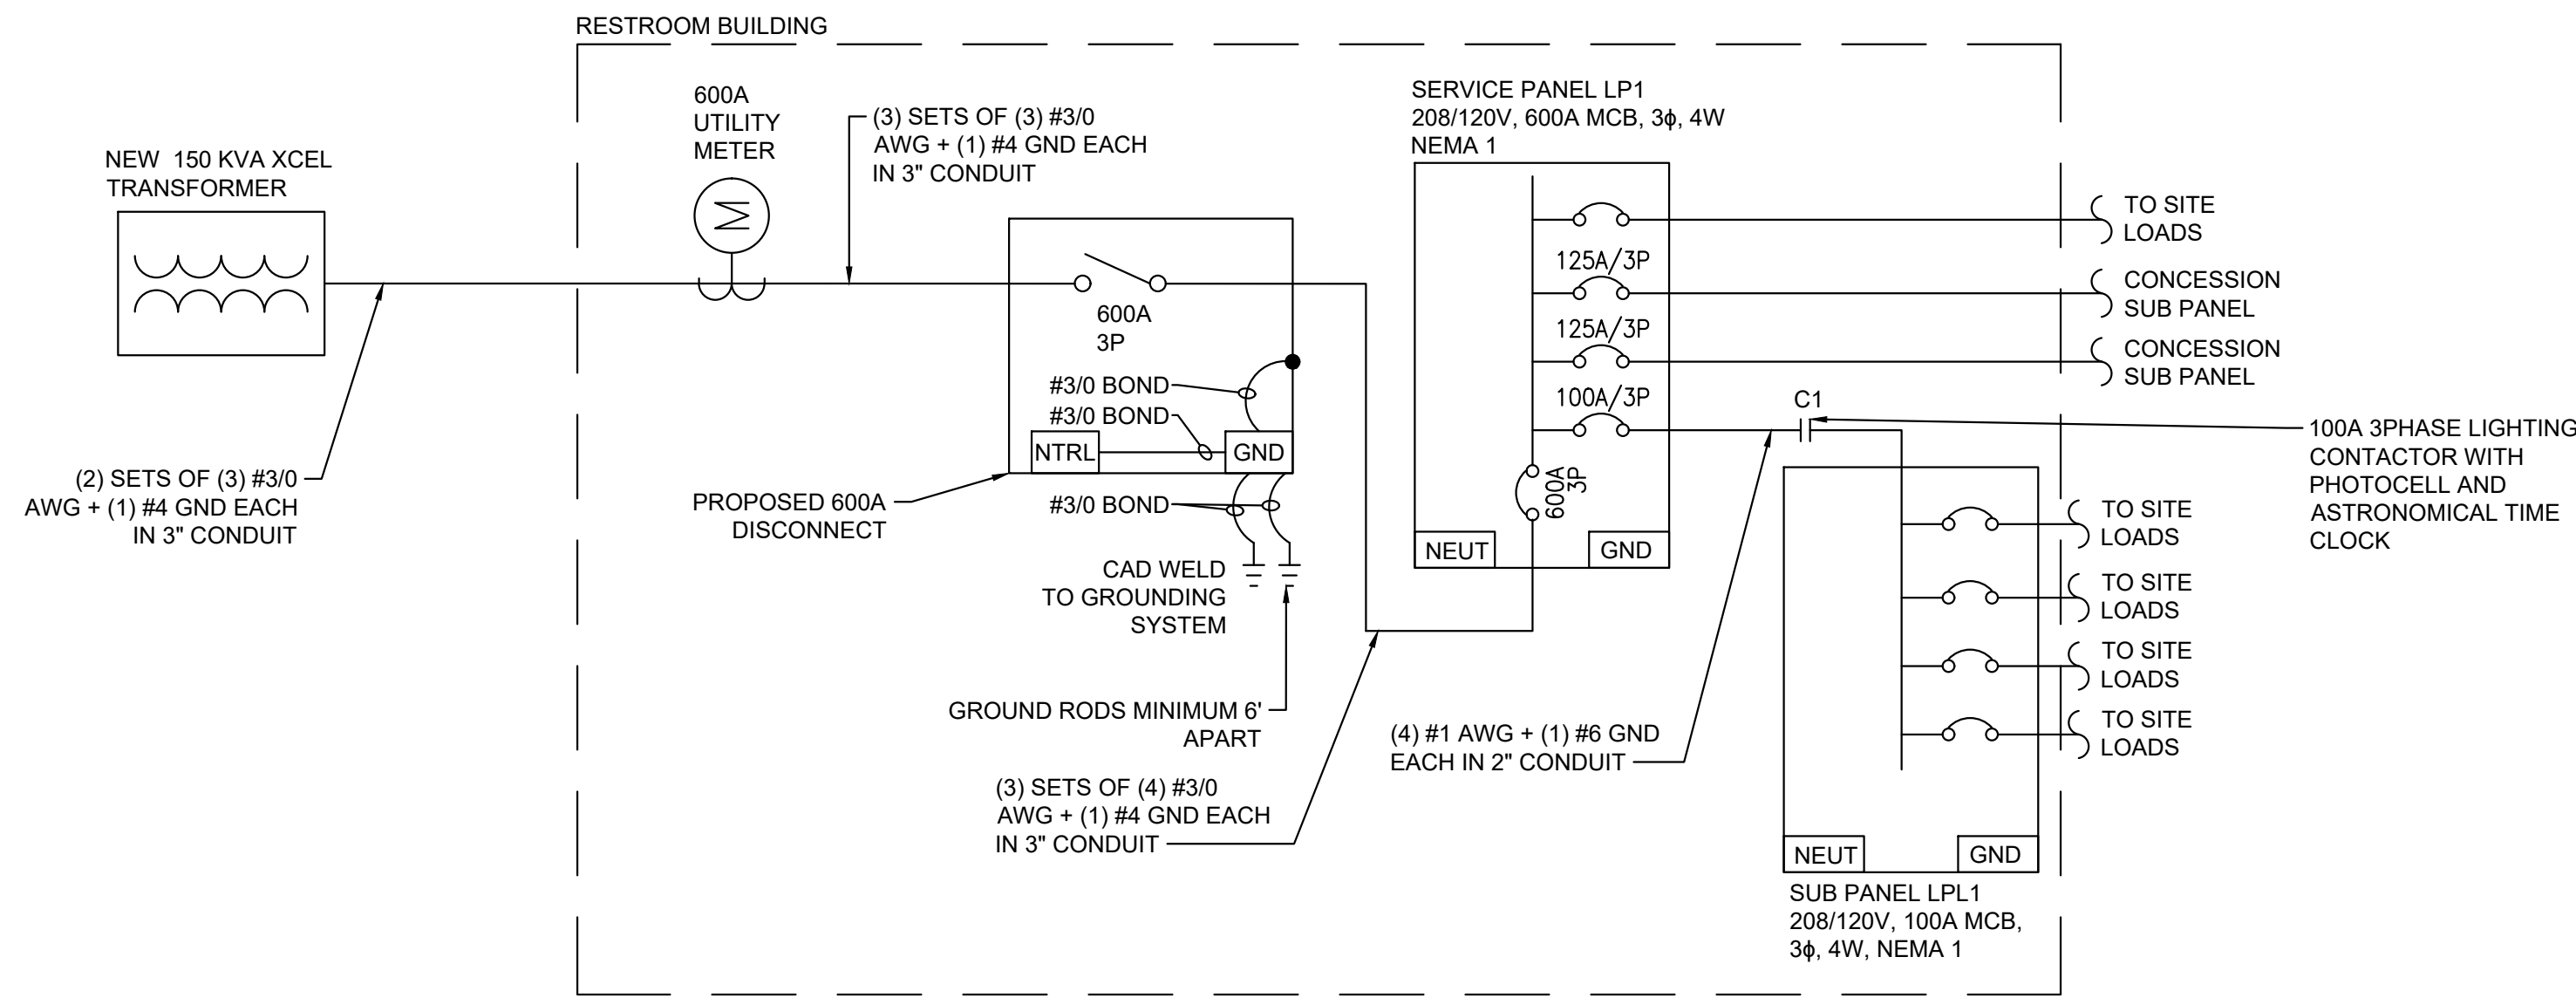 RESTROOM BUILDING
NEW 150 KVA XCEL
TRANSFORMER
(2) SETS OF (3) #3/0
AWG + (1) #4 GND EACH
IN 3" CONDUIT
600A
UTILITY
METER
M
(3) SETS OF (3) #3/0
AWG + (1) #4 GND EACH
IN 3" CONDUIT
600A
3P
#3/0 BOND
#3/0 BOND
NTRL
GND
PROPOSED 600A
DISCONNECT
#3/0 BOND
CAD WELD
TO GROUNDING
SYSTEM
GROUND RODS MINIMUM 6'
APART
(3) SETS OF (4) #3/0
AWG + (1) #4 GND EACH
IN 3" CONDUIT
SERVICE PANEL LP1
208/120V, 600A MCB, 3ϕ, 4W
NEMA 1
125A/3P
125A/3P
100A/3P
600A
3P
NEUT
GND
TO SITE
LOADS
CONCESSION
SUB PANEL
CONCESSION
SUB PANEL
C1
100A 3PHASE LIGHTING
CONTACTOR WITH
PHOTOCELL AND
ASTRONOMICAL TIME
CLOCK
(4) #1 AWG + (1) #6 GND
EACH IN 2" CONDUIT
TO SITE
LOADS
TO SITE
LOADS
TO SITE
LOADS
TO SITE
LOADS
NEUT
GND
SUB PANEL LPL1
208/120V, 100A MCB,
3ϕ, 4W, NEMA 1